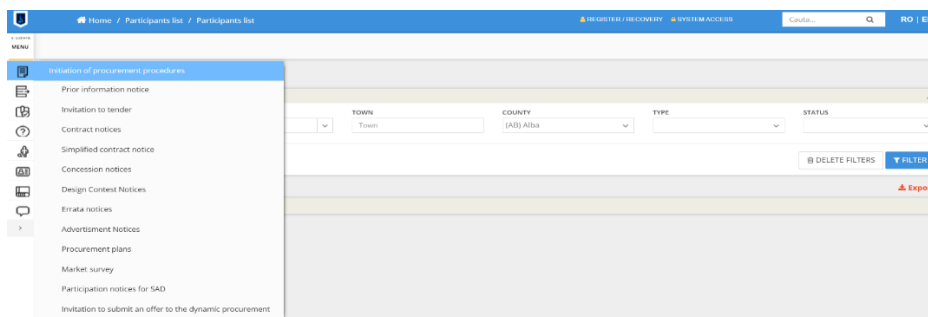 Home / Participants list / Participants list
REGISTER / RECOVERY
SYSTEM ACCESS
Cauta...
RO | E
MENU
Initiation of procurement procedures
Prior information notice
Invitation to tender
Contract notices
Simplified contract notice
Concession notices
Design Contest Notices
Errata notices
Advertisment Notices
Procurement plans
Market survey
Participation notices for SAD
Invitation to submit an offer to the dynamic procurement
TOWN
Town
COUNTY
(AB) Alba
TYPE
STATUS
DELETE FILTERS
FILTER
Expo